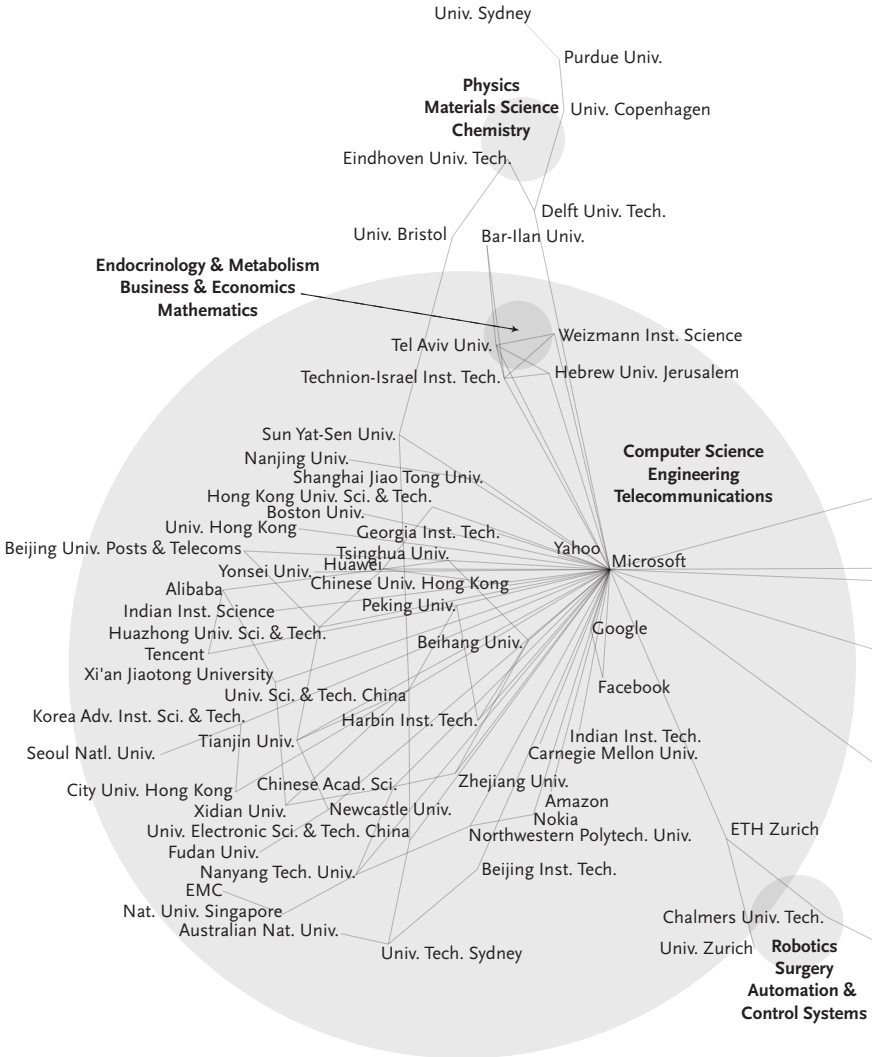 Univ. Sydney
Purdue Univ.
Physics
Materials Science
Chemistry
Univ. Copenhagen
Eindhoven Univ. Tech.
Delft Univ. Tech.
Univ. Bristol
Bar-Ilan Univ.
Endocrinology & Metabolism
Business & Economics
Mathematics
Weizmann Inst. Science
Tel Aviv Univ.
Hebrew Univ. Jerusalem
Technion-Israel Inst. Tech.
Sun Yat-Sen Univ.
Computer Science
Engineering
Telecommunications
Nanjing Univ.
Shanghai Jiao Tong Univ.
Hong Kong Univ. Sci. & Tech.
Boston Univ.
Univ. Hong Kong
Georgia Inst. Tech.
Beijing Univ. Posts & Telecoms
Tsinghua Univ.
Yahoo
Microsoft
Huawei
Yonsei Univ.
Chinese Univ. Hong Kong
Alibaba
Peking Univ.
Indian Inst. Science
Google
Huazhong Univ. Sci. & Tech.
Beihang Univ.
Tencent
Xi'an Jiaotong University
Facebook
Univ. Sci. & Tech. China
Korea Adv. Inst. Sci. & Tech.
Harbin Inst. Tech.
Indian Inst. Tech.
Tianjin Univ.
Seoul Natl. Univ.
Carnegie Mellon Univ.
City Univ. Hong Kong
Chinese Acad. Sci.
Zhejiang Univ.
Amazon
Xidian Univ.
Newcastle Univ.
Nokia
Univ. Electronic Sci. & Tech. China
Northwestern Polytech. Univ.
ETH Zurich
Fudan Univ.
Nanyang Tech. Univ.
Beijing Inst. Tech.
EMC
Nat. Univ. Singapore
Chalmers Univ. Tech.
Australian Nat. Univ.
Univ. Tech. Sydney
Univ. Zurich
Robotics
Surgery
Automation &
Control Systems